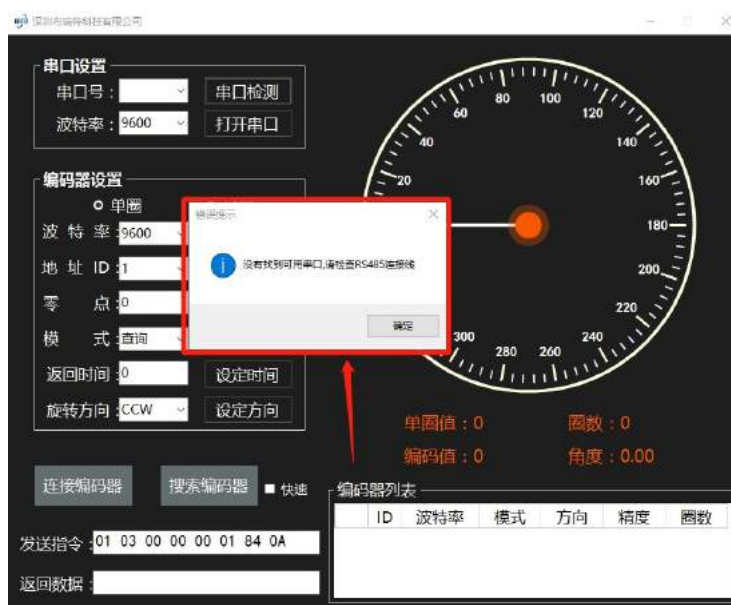 深圳布瑞特科技有限公司
串口设置
串口号：
串口检测
波特率：9600
打开串口
编码器设置
单圈
波 特 率：9600
地 址 ID：1
零 点：0
模 式：查询
返回时间：0
设定时间
旋转方向：CCW
设定方向
错误提示
没有找到可用串口,请检查RS485连接线
确定
20
40
60
80
100
120
140
160
180
200
220
240
260
280
300
单圈值：0
圈数：0
编码值：0
角度：0.00
连接编码器
搜索编码器
快速
编码器列表
ID 波特率 模式 方向 精度 圈数
发送指令：01 03 00 00 00 01 84 0A
返回数据：